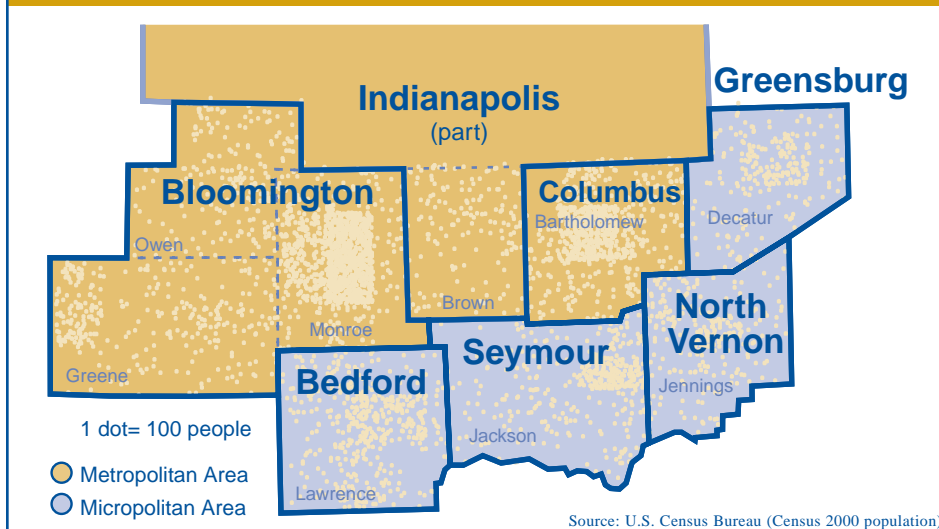 Indianapolis
(part)
Greensburg
Bloomington
Columbus
Bartholomew
Decatur
Owen
Brown
Monroe
North
Vernon
Seymour
Bedford
Greene
Jennings
Jackson
Lawrence
1 dot= 100 people
Metropolitan Area
Micropolitan Area
Source: U.S. Census Bureau (Census 2000 population)